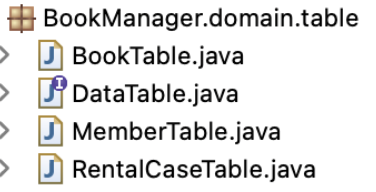 BookManager.domain.table
BookTable.java
DataTable.java
MemberTable.java
RentalCaseTable.java